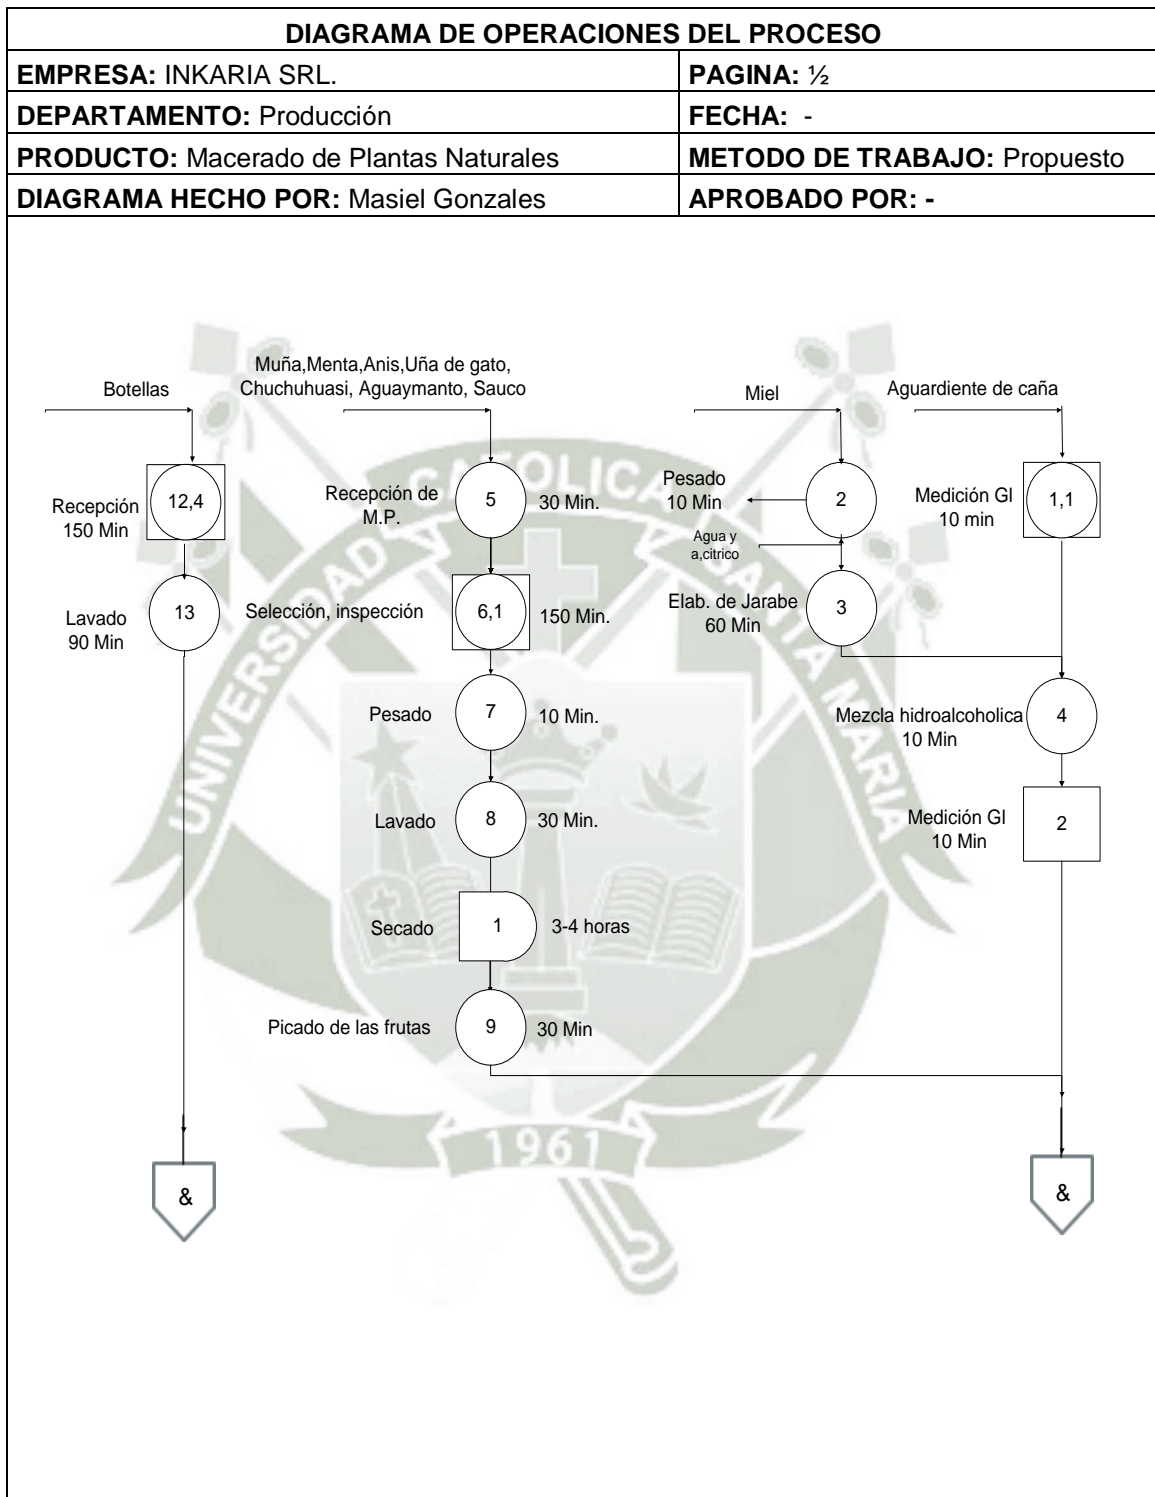 DIAGRAMA DE OPERACIONES DEL PROCESO
EMPRESA: INKARIA SRL.
PAGINA: ½
DEPARTAMENTO: Producción
FECHA: -
PRODUCTO: Macerado de Plantas Naturales
METODO DE TRABAJO: Propuesto
DIAGRAMA HECHO POR: Masiel Gonzales
APROBADO POR: -
Botellas
12,4
Recepción
150 Min
13
Lavado
90 Min
&
Muña,Menta,Anis,Uña de gato,
Chuchuhuasi, Aguaymanto, Sauco
Recepción de
M.P.
5
30 Min.
Selección, inspección
6,1
150 Min.
Pesado
7
10 Min.
Lavado
8
30 Min.
Secado
1
3-4 horas
Picado de las frutas
9
30 Min
Miel
Pesado
10 Min
2
Agua y
a,citrico
Elab. de Jarabe
60 Min
3
Aguardiente de caña
Medición Gl
10 min
1,1
Mezcla hidroalcoholica
10 Min
4
Medición Gl
10 Min
2
&
UNIVERSIDAD CATOLICA SANTA MARIA
1961